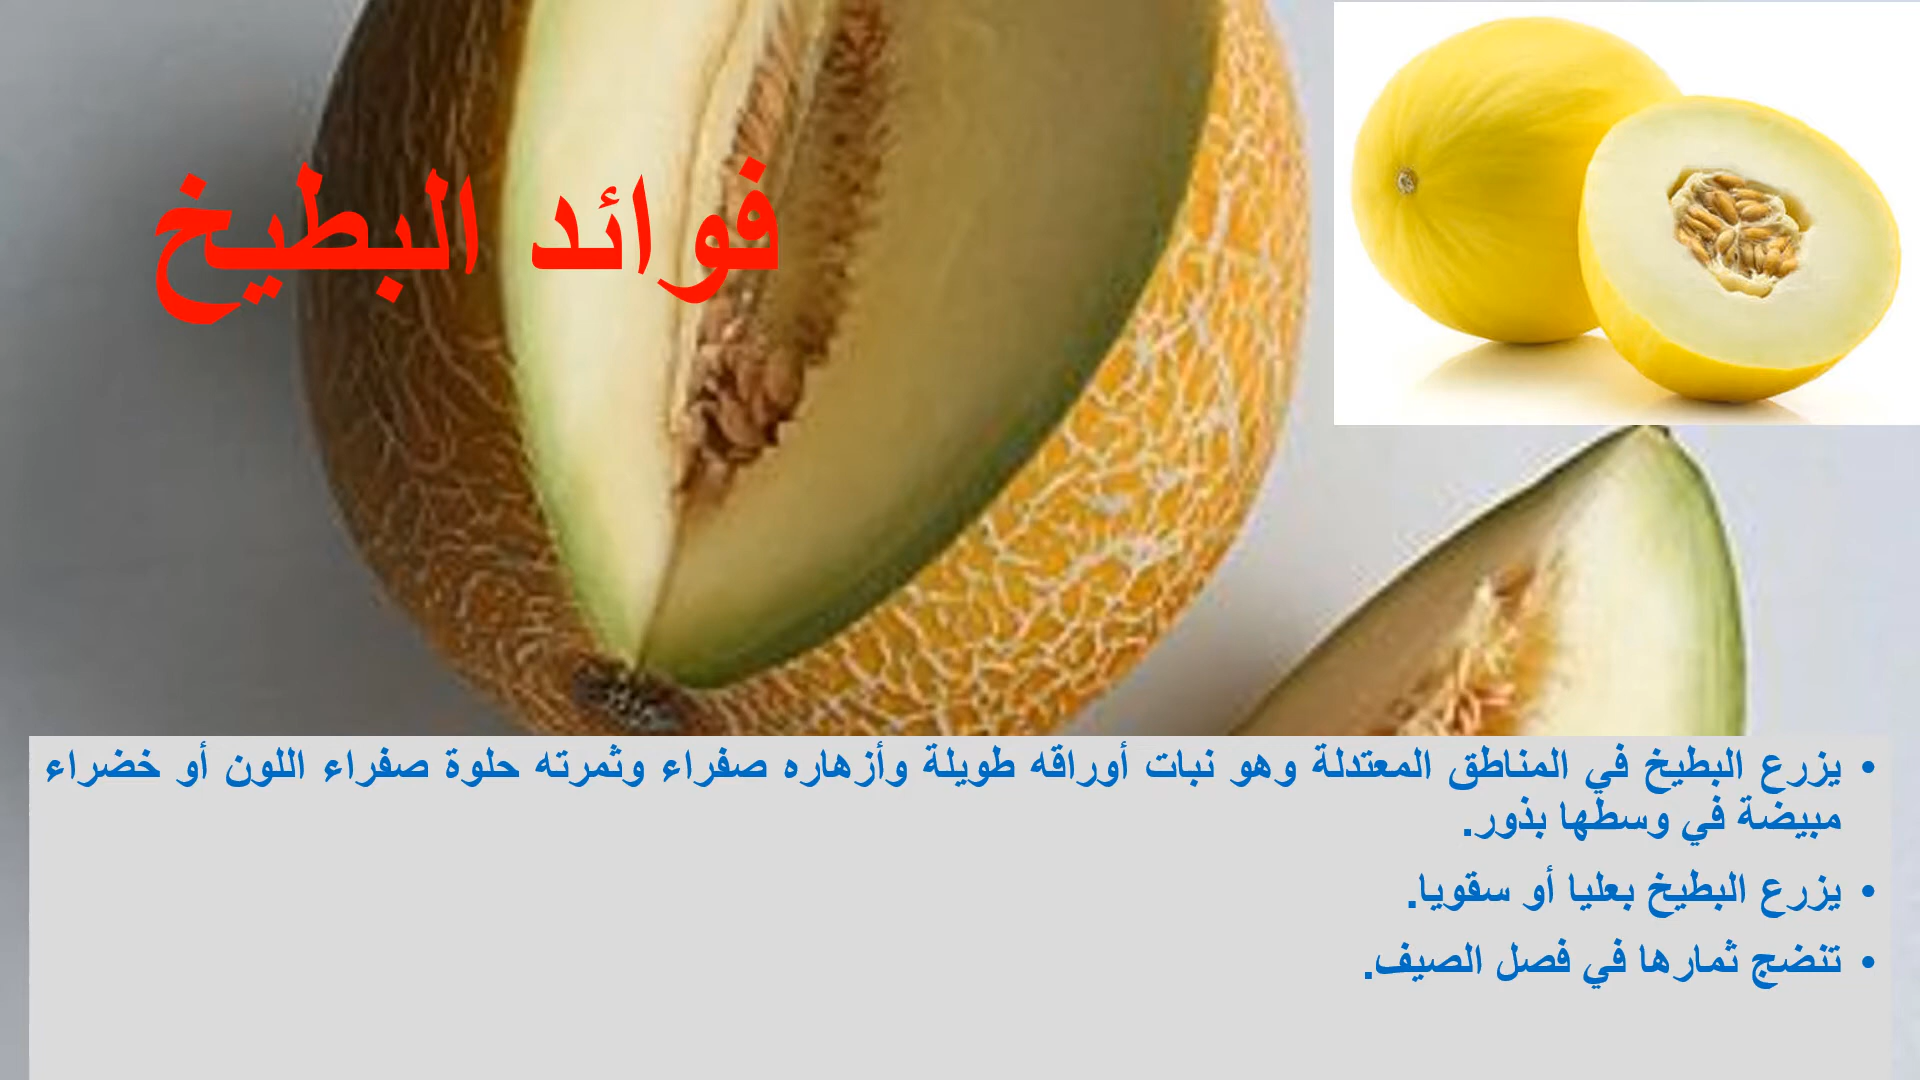 فوائد البطيخ
• يزرع البطيخ في المناطق المعتدلة وهو نبات أوراقه طويلة وأزهاره صفراء وثمرته حلوة صفراء اللون أو خضراء
مبيضة في وسطها بذور.
• يزرع البطيخ بعليا أو سقويا.
• تنضج ثمارها في فصل الصيف.